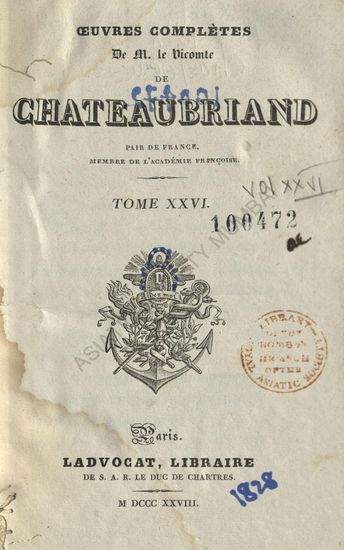 ŒUVRES COMPLÈTES
De M. le Vicomte
DE
CHATEAUBRIAND
PAIR DE FRANCE,
MEMBRE DE L'ACADÉMIE FRANÇOISE.
TOME XXVI.
Vol XXVI
100472
Paris.
LADVOCAT, LIBRAIRE
DE S. A. R. LE DUC DE CHARTRES.
M DCCC XXVIII.
1828